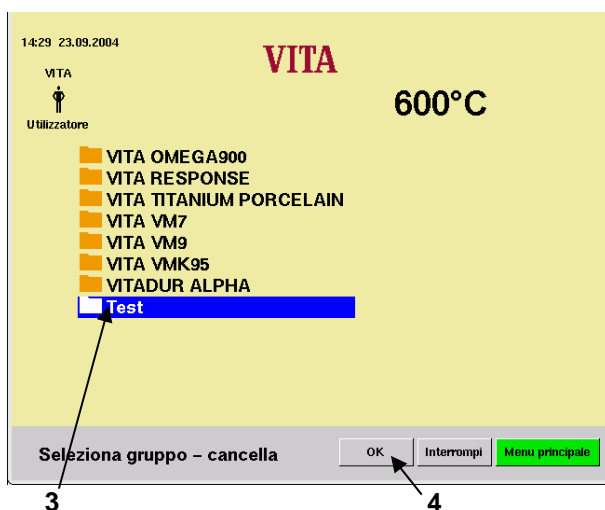 14:29 23.09.2004
VITA
VITA
600°C
Utilizzatore
VITA OMEGA900
VITA RESPONSE
VITA TITANIUM PORCELAIN
VITA VM7
VITA VM9
VITA VMK95
VITADUR ALPHA
Test
Seleziona gruppo – cancella
OK
Interrompi
Menu principale
3
4